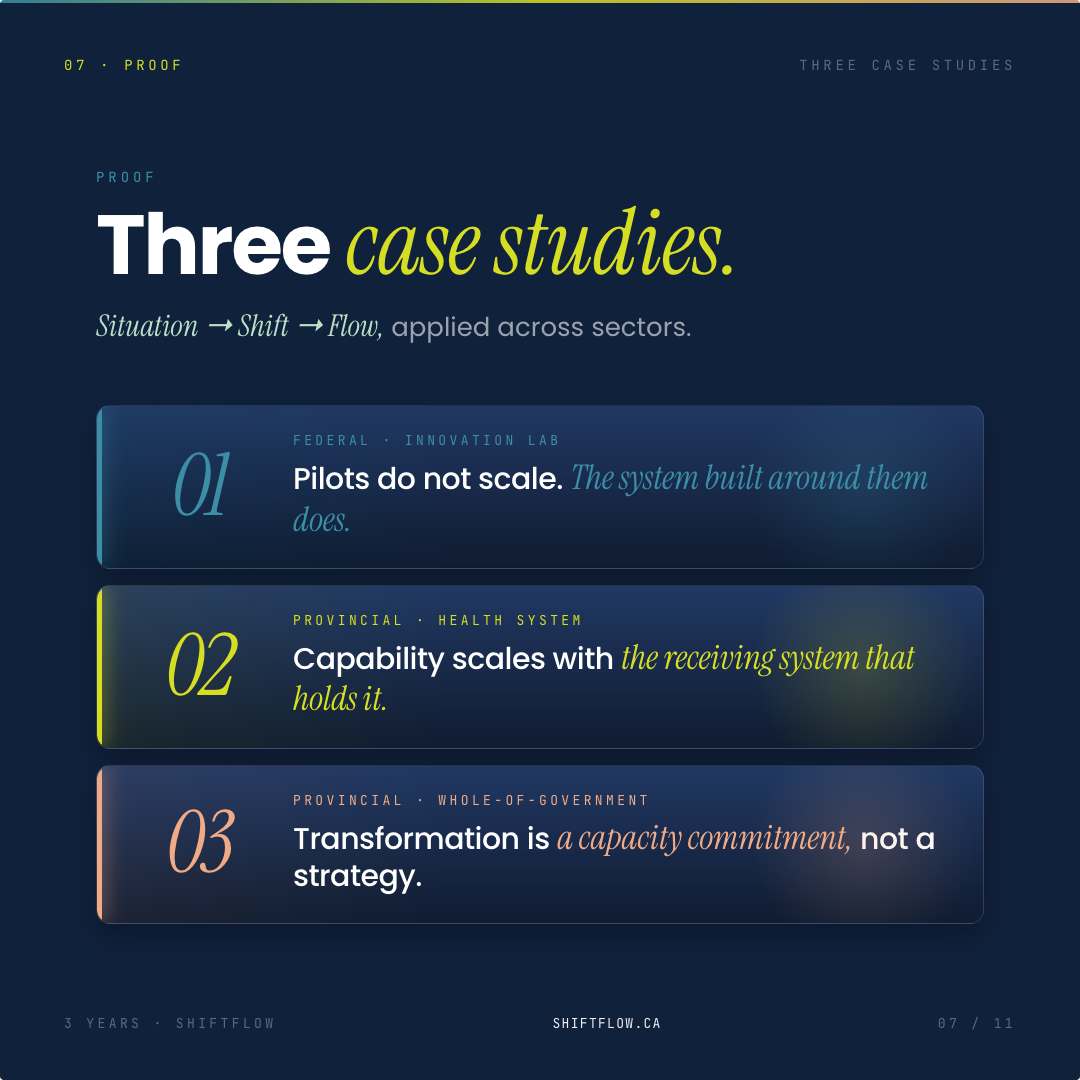 07 · PROOF
THREE CASE STUDIES
PROOF
Three case studies.
Situation → Shift → Flow, applied across sectors.
01
FEDERAL · INNOVATION LAB
Pilots do not scale. The system built around them
does.
02
PROVINCIAL · HEALTH SYSTEM
Capability scales with the receiving system that
holds it.
03
PROVINCIAL · WHOLE-OF-GOVERNMENT
Transformation is a capacity commitment, not a
strategy.
3 YEARS · SHIFTFLOW
SHIFTFLOW.CA
07 / 11